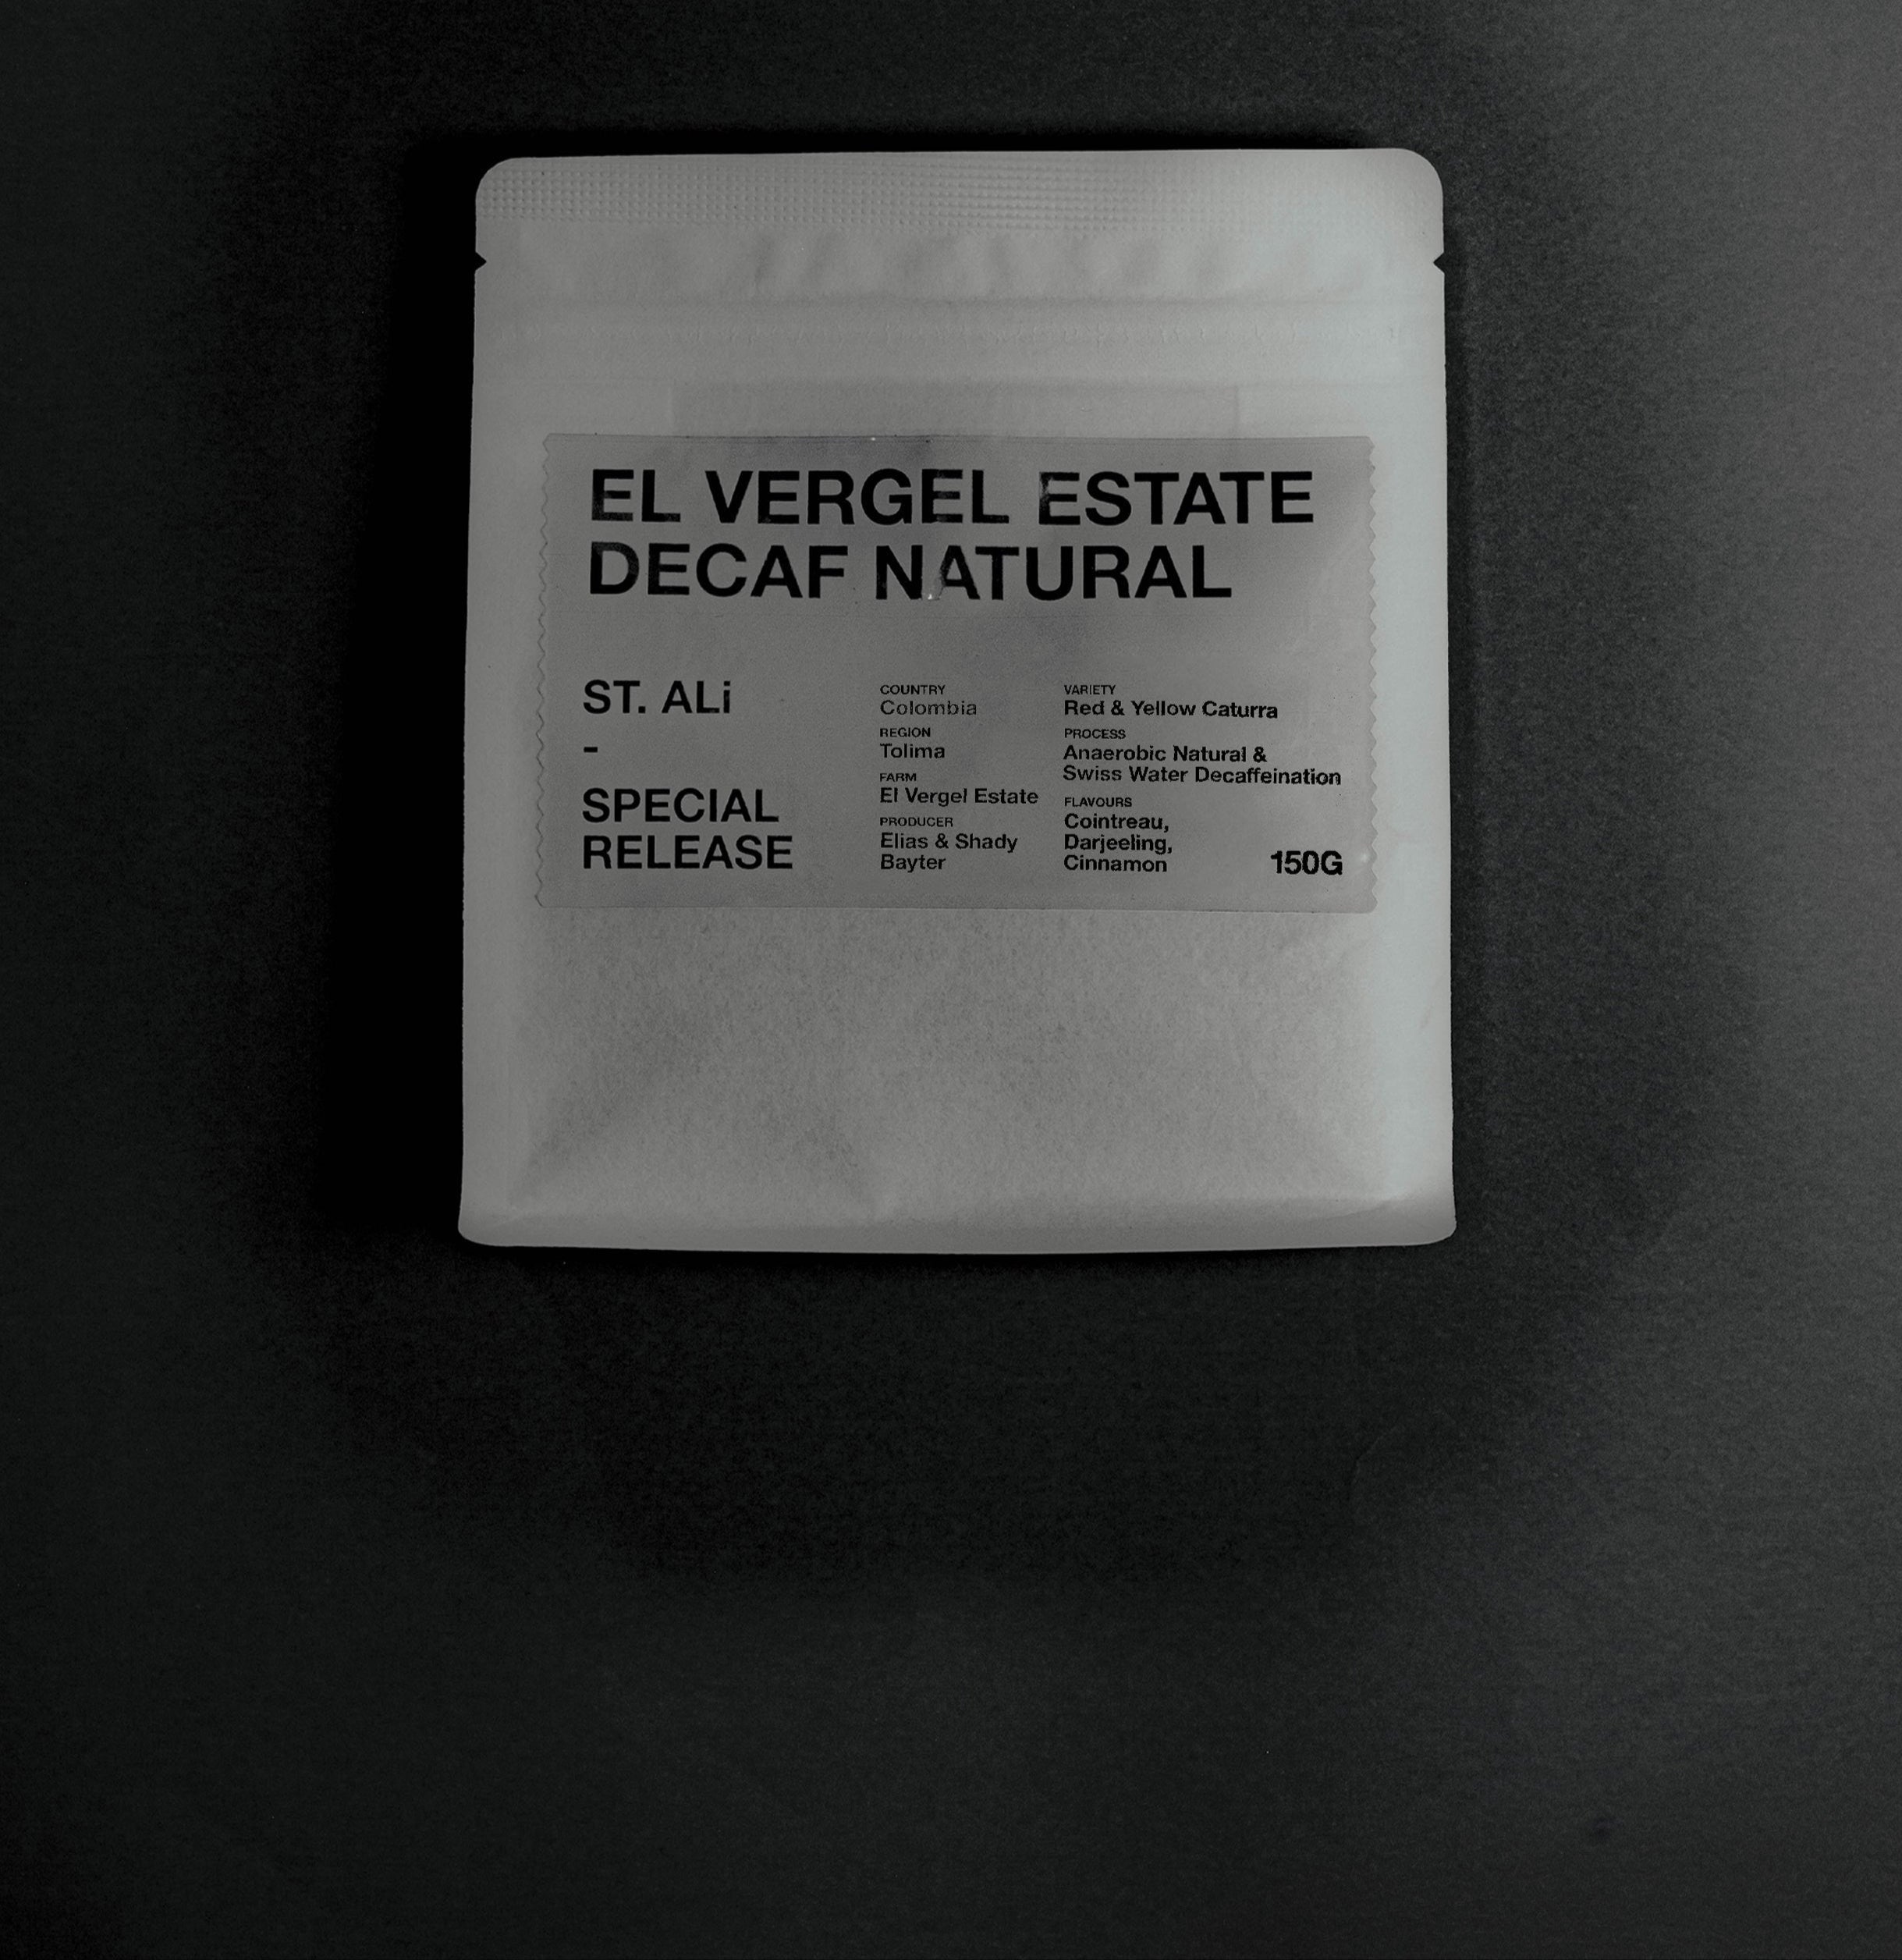 EL VERGEL ESTATE
DECAF NATURAL
ST. ALi
-
SPECIAL
RELEASE
COUNTRY
Colombia
REGION
Tolima
FARM
El Vergel Estate
PRODUCER
Elias & Shady
Bayter
VARIETY
Red & Yellow Caturra
PROCESS
Anaerobic Natural &
Swiss Water Decaffeination
FLAVOURS
Cointreau,
Darjeeling,
Cinnamon
150G